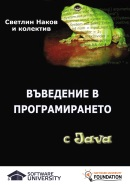 Светлин Наков
и колектив
ВЪВЕДЕНИЕ В
ПРОГРАМИРАНЕТО
с Java
SOFTWARE
UNIVERSITY
FOUNDATION